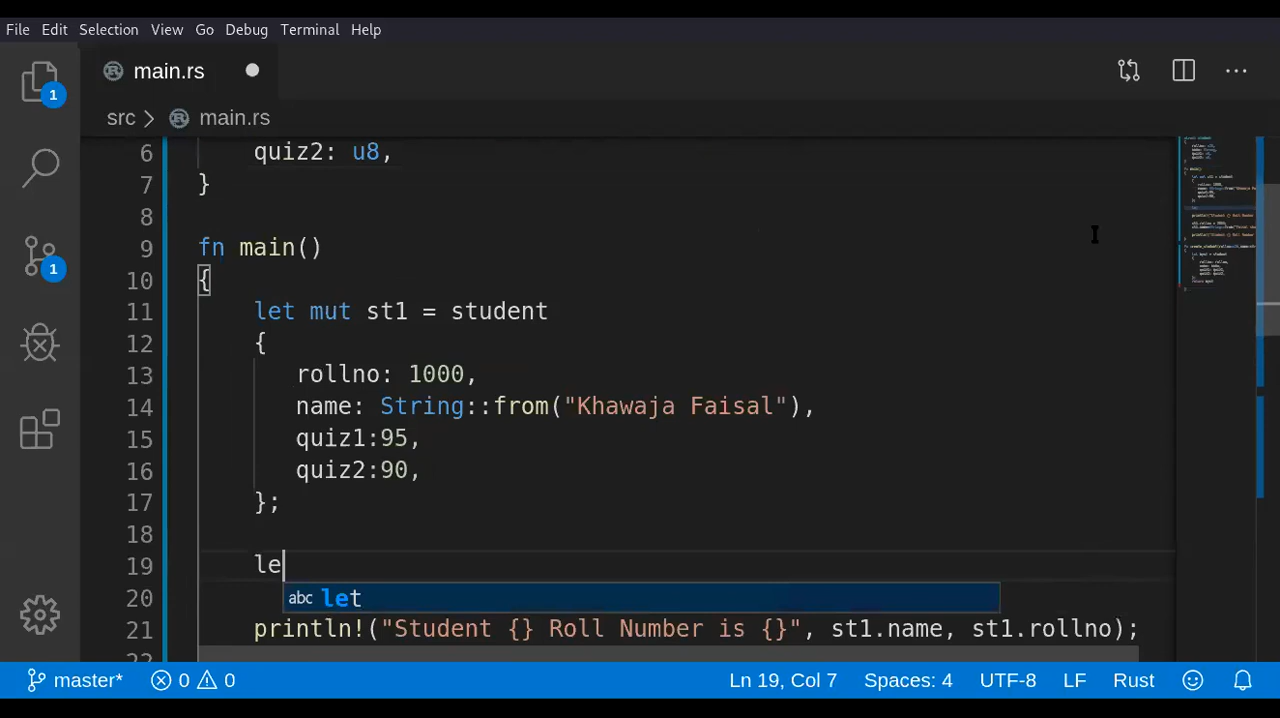 File Edit Selection View Go Debug Terminal Help
main.rs
src > main.rs
6 quiz2: u8,
7 }
8
9 fn main()
10 {
11 let mut st1 = student
12 {
13 rollno: 1000,
14 name: String::from("Khawaja Faisal"),
15 quiz1:95,
16 quiz2:90,
17 };
18
19 le
abc let
20
21 println!("Student {} Roll Number is {}", st1.name, st1.rollno);
1
1
master* 0 0 Ln 19, Col 7 Spaces: 4 UTF-8 LF Rust